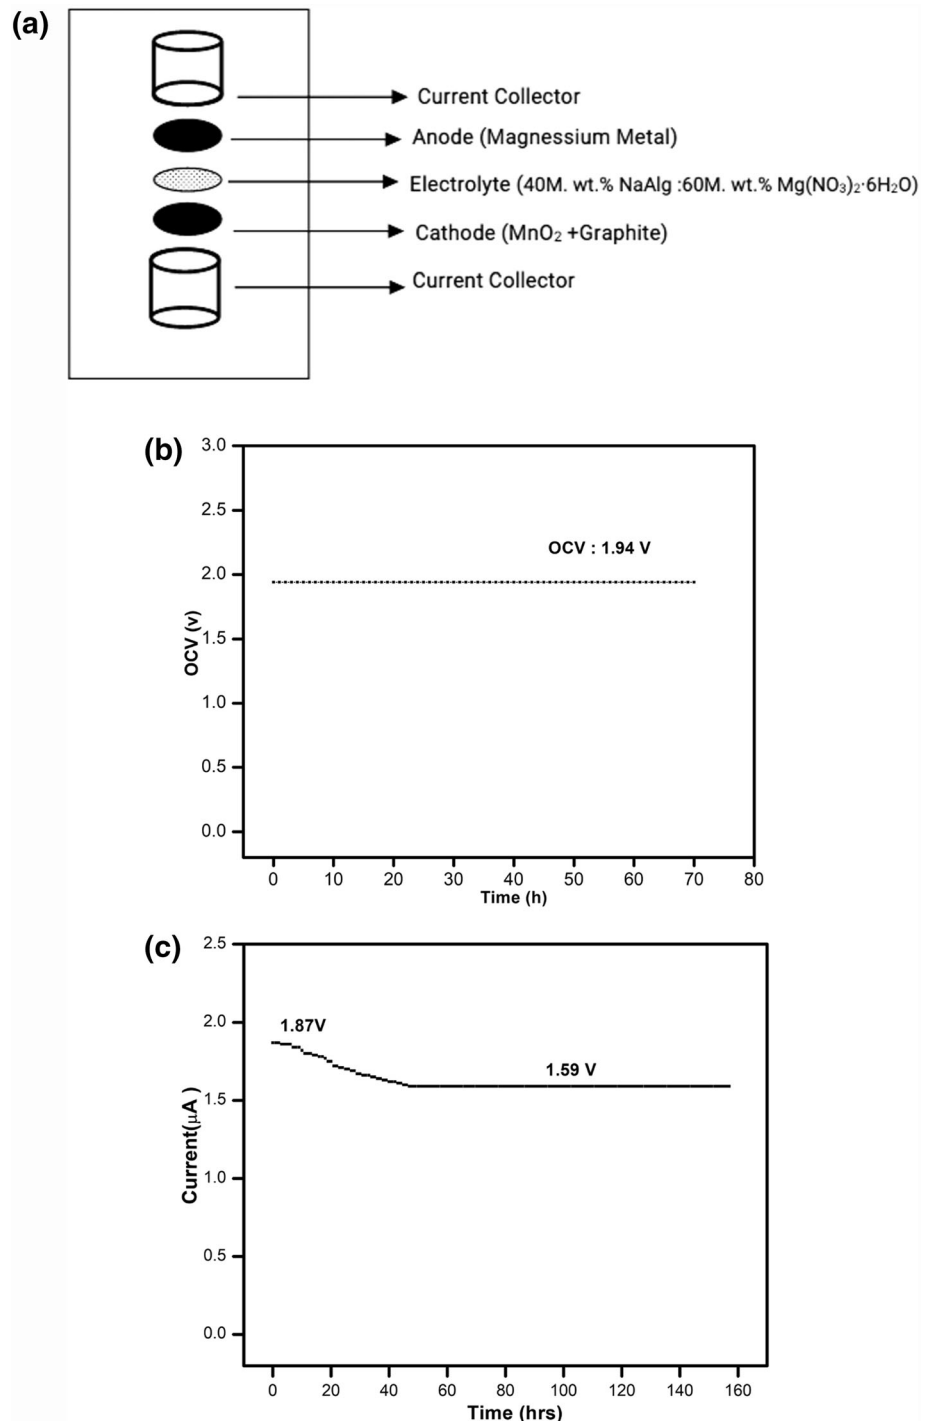 (a)
Current Collector
Anode (Magnessium Metal)
Electrolyte (40M. wt.% NaAlg :60M. wt.% Mg(NO₃)₂·6H₂O)
Cathode (MnO₂ +Graphite)
Current Collector
(b)
3.0
2.5
2.0
1.5
1.0
0.5
0.0
OCV (v)
OCV : 1.94 V
0 10 20 30 40 50 60 70 80
Time (h)
(c)
2.5
2.0
1.5
1.0
0.5
0.0
Current(μA )
1.87V
1.59 V
0 20 40 60 80 100 120 140 160
Time (hrs)